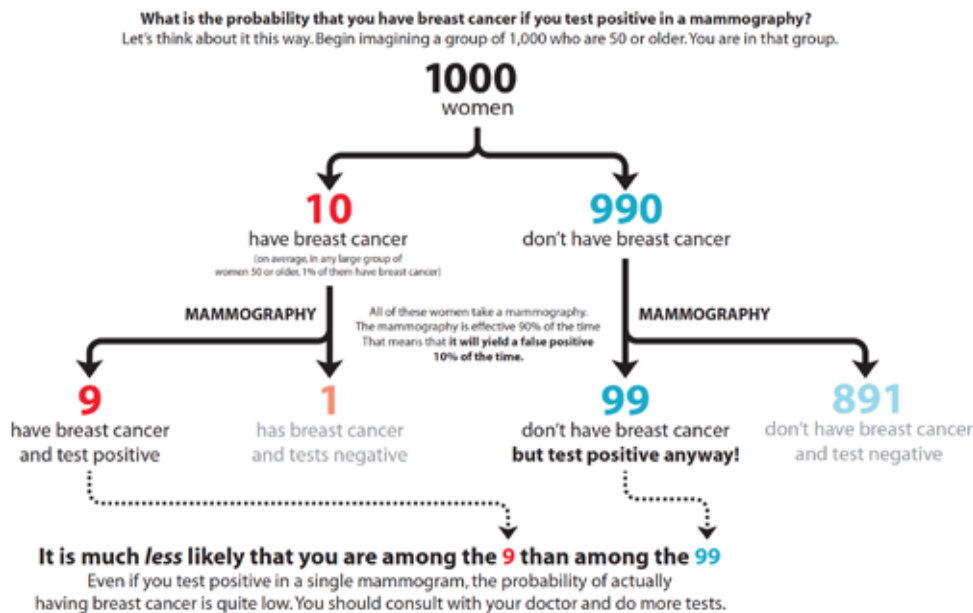 What is the probability that you have breast cancer if you test positive in a mammography?
Let's think about it this way. Begin imagining a group of 1,000 who are 50 or older. You are in that group.
1000
women
10
have breast cancer
(on average, in any large group of
women 50 or older, 1% of them have breast cancer)
990
don't have breast cancer
MAMMOGRAPHY
All of these women take a mammography.
The mammography is effective 90% of the time
That means that it will yield a false positive
10% of the time.
MAMMOGRAPHY
9
have breast cancer
and test positive
1
has breast cancer
and tests negative
99
don't have breast cancer
but test positive anyway!
891
don't have breast cancer
and test negative
It is much less likely that you are among the 9 than among the 99
Even if you test positive in a single mammogram, the probability of actually
having breast cancer is quite low. You should consult with your doctor and do more tests.